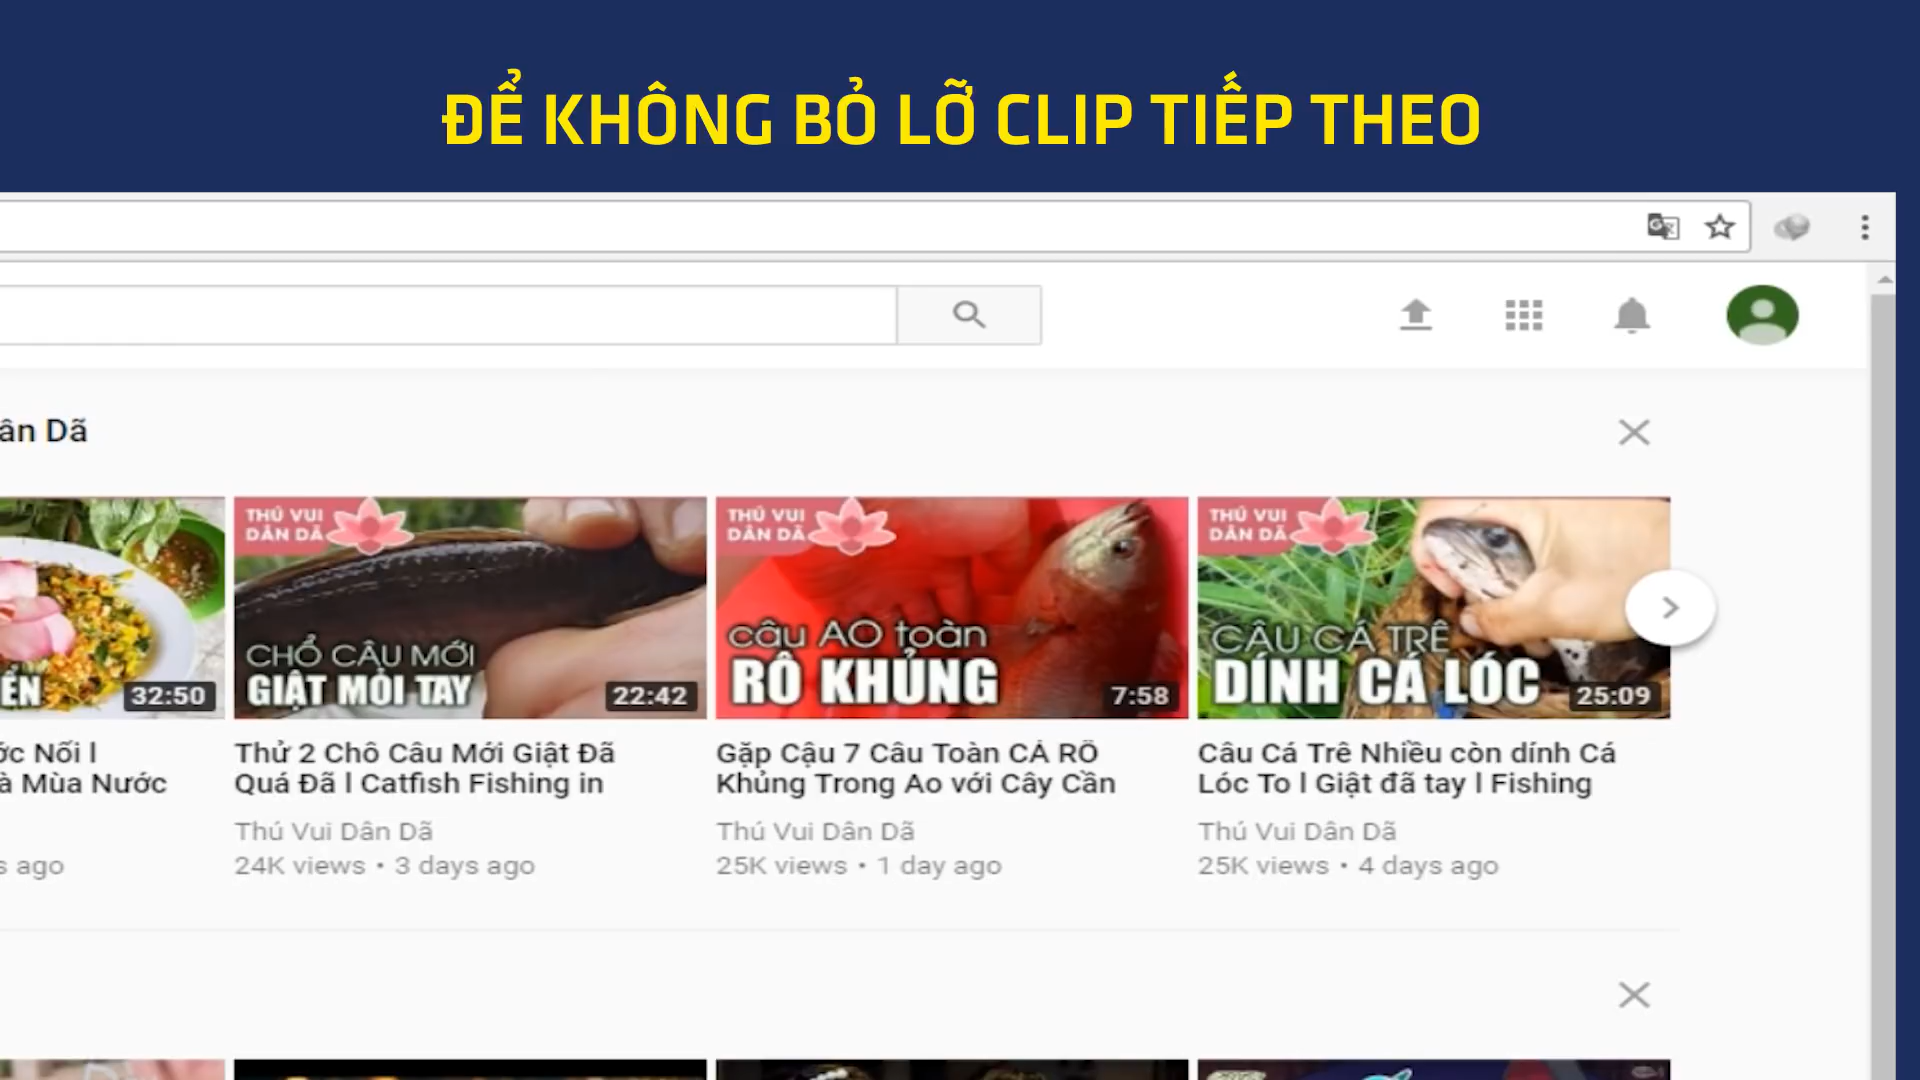 ĐỂ KHÔNG BỎ LỠ CLIP TIẾP THEO
ân Dã
THÚ VUI
DÂN DÃ
THÚ VUI
DÂN DÃ
THÚ VUI
DÂN DÃ
ỂN
32:50
CHỔ CÂU MỚI
GIẬT MỎI TAY
22:42
câu AO toàn
RÔ KHỦNG
7:58
CÂU CÁ TRÊ
DÍNH CÁ LÓC
25:09
ớc Nối l
à Mùa Nước
s ago
Thử 2 Chô Câu Mới Giật Đã
Quá Đã l Catfish Fishing in
Thú Vui Dân Dã
24K views • 3 days ago
Gặp Cậu 7 Câu Toàn CÁ RÔ
Khủng Trong Ao với Cây Cần
Thú Vui Dân Dã
25K views • 1 day ago
Câu Cá Trê Nhiều còn dính Cá
Lóc To l Giật đã tay l Fishing
Thú Vui Dân Dã
25K views • 4 days ago